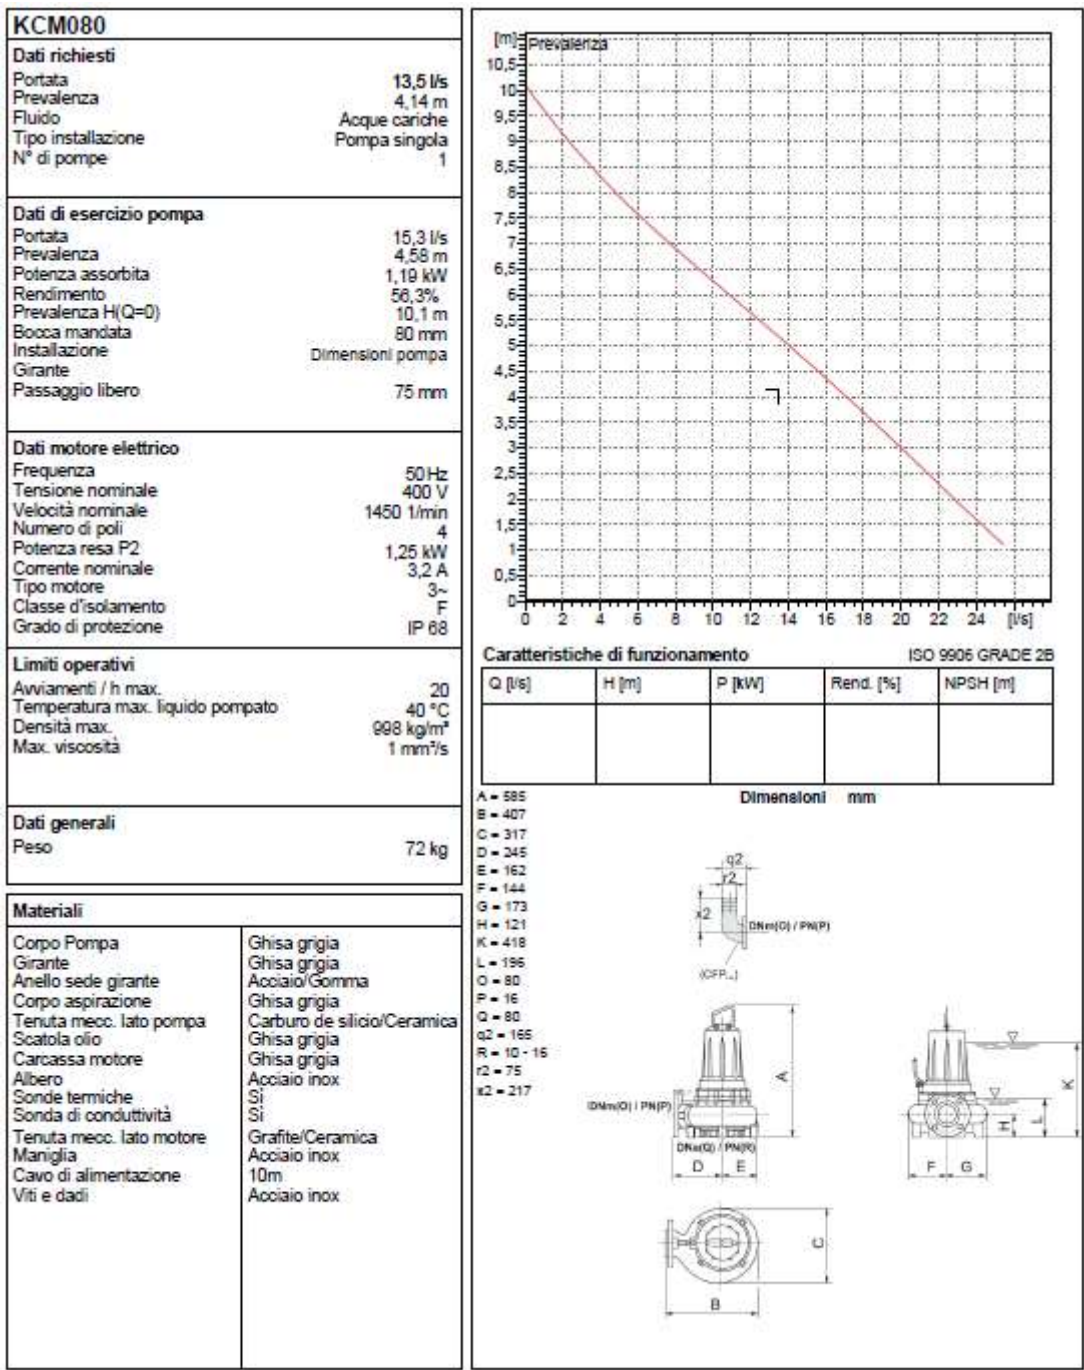 KCM080
Dati richiesti
Portata 13,5 l/s
Prevalenza 4,14 m
Fluido Acque cariche
Tipo installazione Pompa singola
N° di pompe 1
Dati di esercizio pompa
Portata 15,3 l/s
Prevalenza 4,58 m
Potenza assorbita 1,19 kW
Rendimento 56,3%
Prevalenza H(Q=0) 10,1 m
Bocca mandata 80 mm
Installazione Dimensioni pompa
Girante
Passaggio libero 75 mm
Dati motore elettrico
Frequenza 50 Hz
Tensione nominale 400 V
Velocità nominale 1450 1/min
Numero di poli 4
Potenza resa P2 1,25 kW
Corrente nominale 3,2 A
Tipo motore 3~
Classe d'isolamento F
Grado di protezione IP 68
Limiti operativi
Avviamenti / h max. 20
Temperatura max. liquido pompato 40 °C
Densità max. 998 kg/m³
Max. viscosità 1 mm²/s
Dati generali
Peso 72 kg
Materiali
Corpo Pompa Ghisa grigia
Girante Ghisa grigia
Anello sede girante Acciaio/Gomma
Corpo aspirazione Ghisa grigia
Tenuta mecc. lato pompa Carburo de silicio/Ceramica
Scatola olio Ghisa grigia
Carcassa motore Ghisa grigia
Albero Acciaio inox
Sonde termiche Sì
Sonda di conduttività Sì
Tenuta mecc. lato motore Grafite/Ceramica
Maniglia Acciaio inox
Cavo di alimentazione 10m
Viti e dadi Acciaio inox
[m] Prevalenza
10,5
10
9,5
9
8,5
8
7,5
7
6,5
6
5,5
5
4,5
4
3,5
3
2,5
2
1,5
1
0,5
0
0 2 4 6 8 10 12 14 16 18 20 22 24 [l/s]
Caratteristiche di funzionamento ISO 9906 GRADE 2B
Q [l/s] H [m] P [kW] Rend. [%] NPSH [m]
Dimensioni mm
A = 585
B = 407
C = 317
D = 245
E = 162
F = 144
G = 173
H = 121
K = 418
L = 196
O = 80
P = 16
Q = 80
q2 = 165
R = 10 - 16
r2 = 75
x2 = 217
q2
r2
x2
DNm(O) / PN(P)
(CFP...)
A
DNm(O) / PN(P)
DNa(Q) / PN(R)
D E
K
L
H
F G
C
B